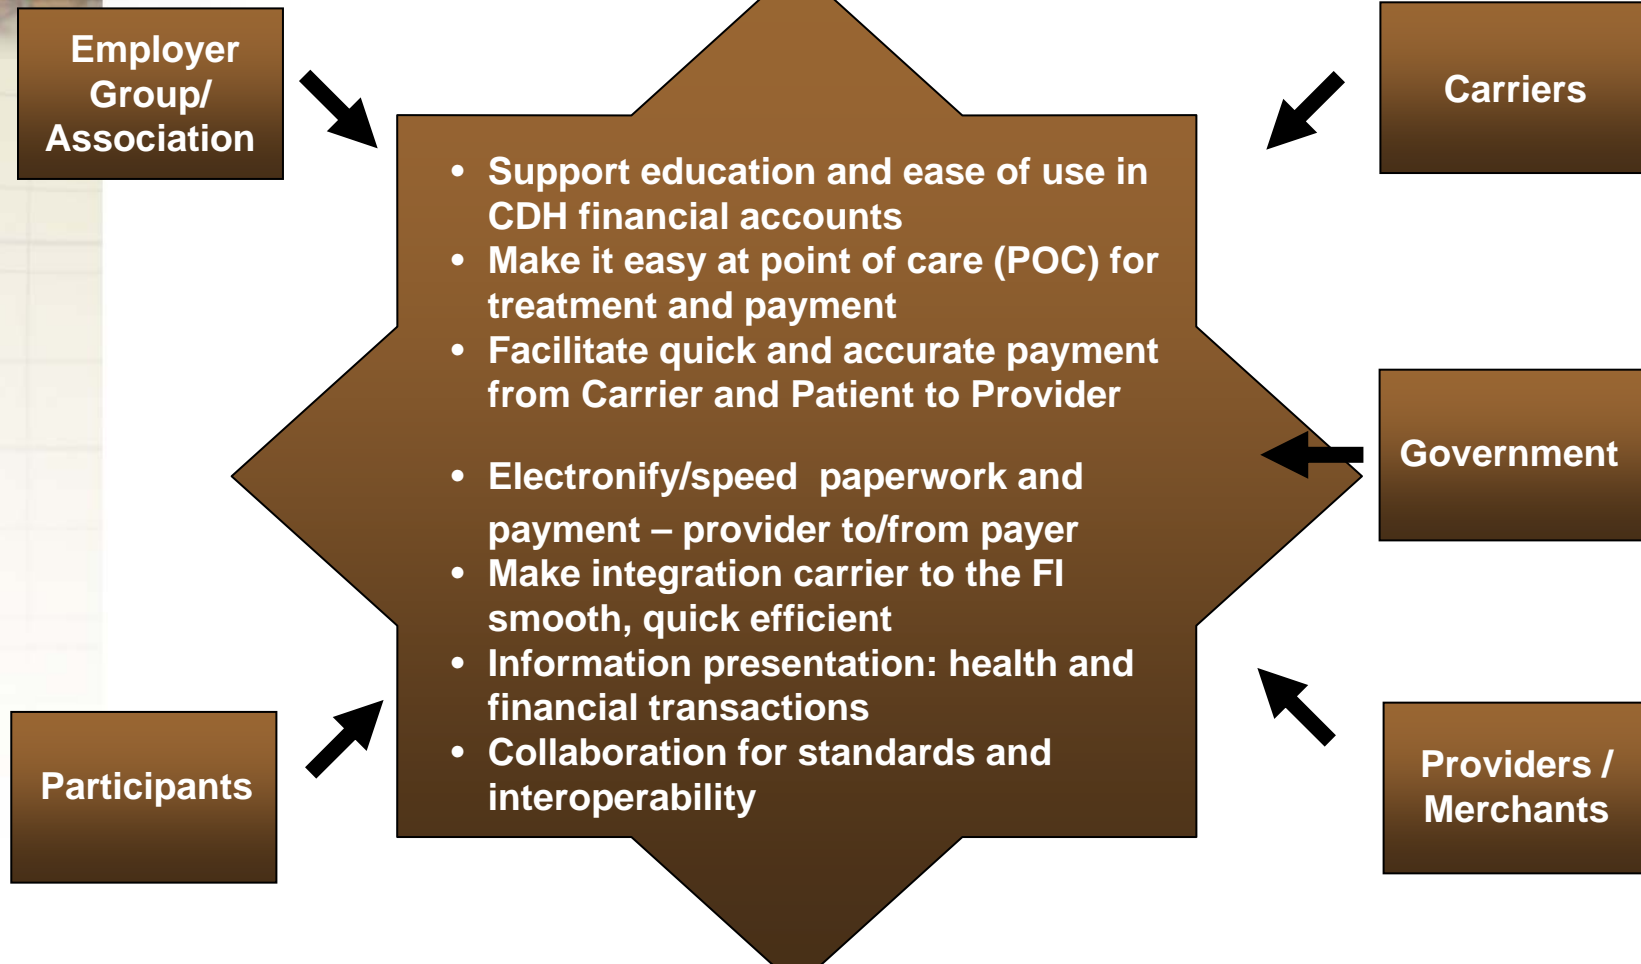 Employer
Group/
Association
Carriers
• Support education and ease of use in
CDH financial accounts
• Make it easy at point of care (POC) for
treatment and payment
• Facilitate quick and accurate payment
from Carrier and Patient to Provider
• Electronify/speed  paperwork and
payment – provider to/from payer
• Make integration carrier to the FI
smooth, quick efficient
• Information presentation: health and
financial transactions
• Collaboration for standards and
interoperability
Government
Participants
Providers /
Merchants